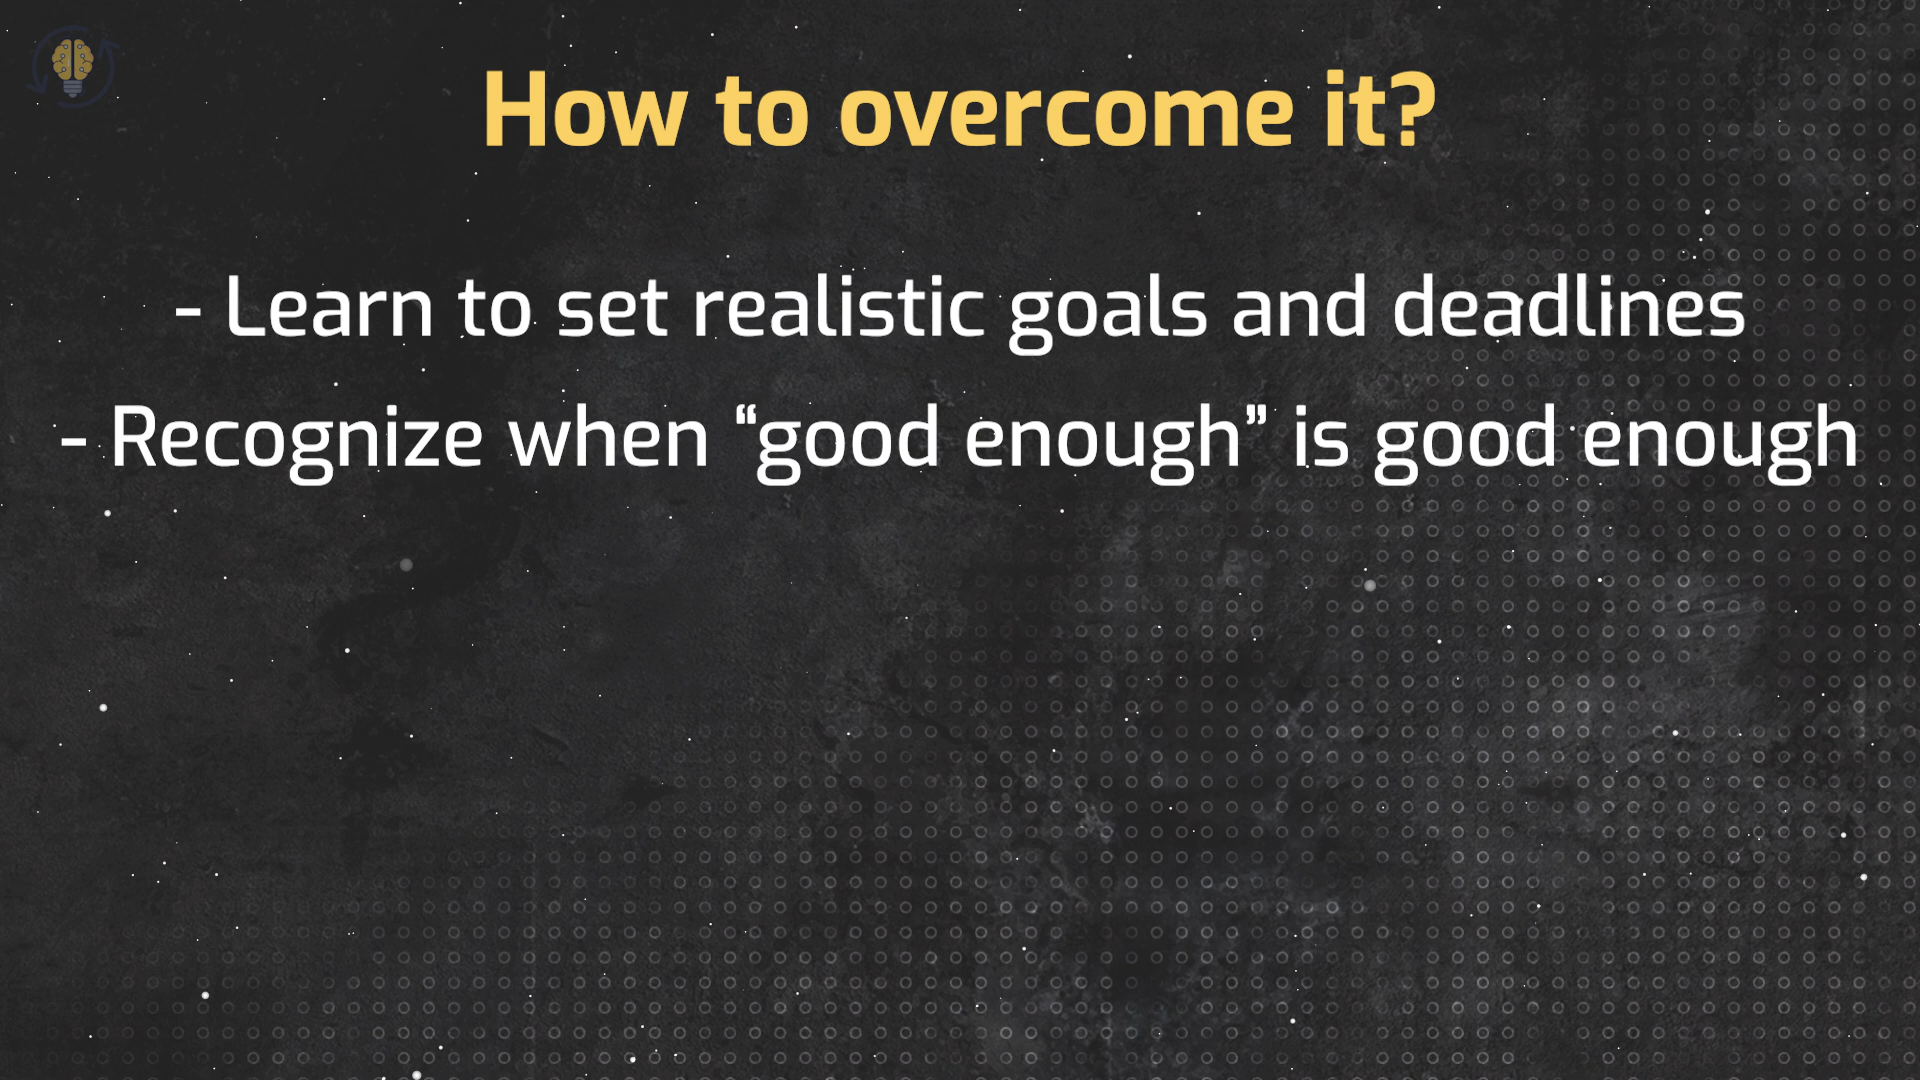 How to overcome it?
- Learn to set realistic goals and deadlines
- Recognize when “good enough” is good enough